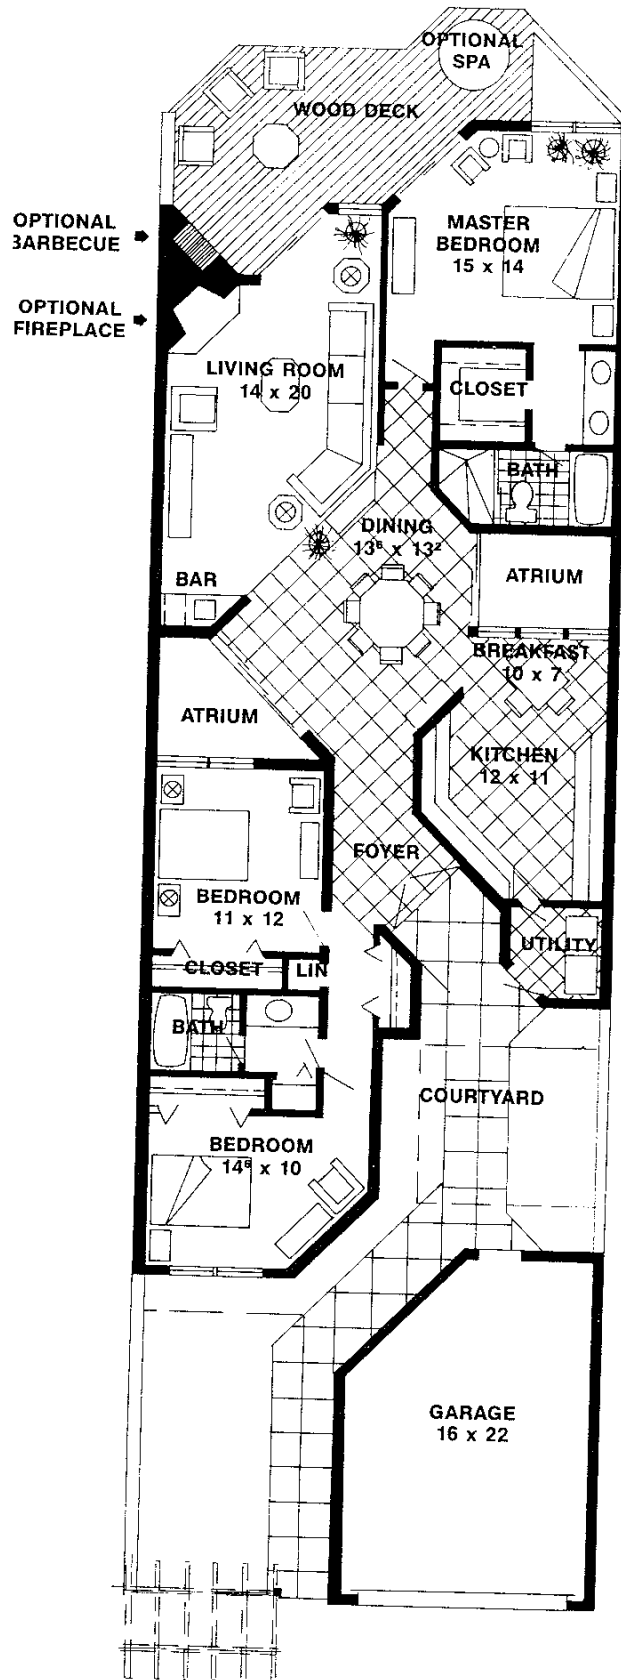 OPTIONAL
SPA
WOOD DECK
OPTIONAL
BARBECUE
MASTER
BEDROOM
15 x 14
OPTIONAL
FIREPLACE
LIVING ROOM
14 x 20
CLOSET
BATH
DINING
13⁶ x 13²
BAR
ATRIUM
BREAKFAST
10 x 7
ATRIUM
KITCHEN
12 x 11
FOYER
BEDROOM
11 x 12
UTILITY
CLOSET
LIN
BATH
COURTYARD
BEDROOM
14⁶ x 10
GARAGE
16 x 22